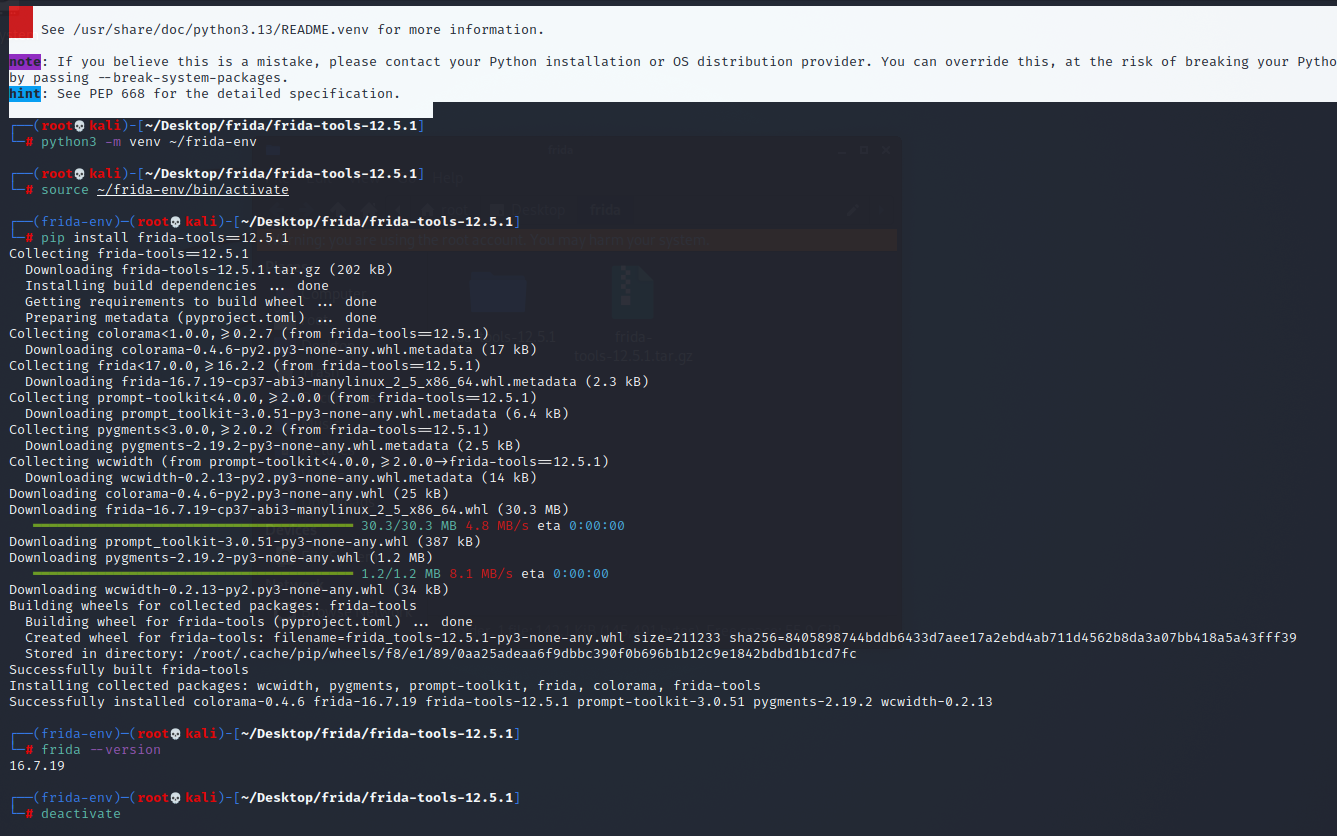 See /usr/share/doc/python3.13/README.venv for more information.
note: If you believe this is a mistake, please contact your Python installation or OS distribution provider. You can override this, at the risk of breaking your Pytho
by passing --break-system-packages.
hint: See PEP 668 for the detailed specification.
┌──(root💀kali)-[~/Desktop/frida/frida-tools-12.5.1]
└─# python3 -m venv ~/frida-env
┌──(root💀kali)-[~/Desktop/frida/frida-tools-12.5.1]
└─# source ~/frida-env/bin/activate
┌──(frida-env)─(root💀kali)-[~/Desktop/frida/frida-tools-12.5.1]
└─# pip install frida-tools==12.5.1
Collecting frida-tools==12.5.1
Downloading frida-tools-12.5.1.tar.gz (202 kB)
Installing build dependencies ... done
Getting requirements to build wheel ... done
Preparing metadata (pyproject.toml) ... done
Collecting colorama<1.0.0,>=0.2.7 (from frida-tools==12.5.1)
Downloading colorama-0.4.6-py2.py3-none-any.whl.metadata (17 kB)
Collecting frida<17.0.0,>=16.2.2 (from frida-tools==12.5.1)
Downloading frida-16.7.19-cp37-abi3-manylinux_2_5_x86_64.whl.metadata (2.3 kB)
Collecting prompt-toolkit<4.0.0,>=2.0.0 (from frida-tools==12.5.1)
Downloading prompt_toolkit-3.0.51-py3-none-any.whl.metadata (6.4 kB)
Collecting pygments<3.0.0,>=2.0.2 (from frida-tools==12.5.1)
Downloading pygments-2.19.2-py3-none-any.whl.metadata (2.5 kB)
Collecting wcwidth (from prompt-toolkit<4.0.0,>=2.0.0->frida-tools==12.5.1)
Downloading wcwidth-0.2.13-py2.py3-none-any.whl.metadata (14 kB)
Downloading colorama-0.4.6-py2.py3-none-any.whl (25 kB)
Downloading frida-16.7.19-cp37-abi3-manylinux_2_5_x86_64.whl (30.3 MB)
30.3/30.3 MB 4.8 MB/s eta 0:00:00
Downloading prompt_toolkit-3.0.51-py3-none-any.whl (387 kB)
Downloading pygments-2.19.2-py3-none-any.whl (1.2 MB)
1.2/1.2 MB 8.1 MB/s eta 0:00:00
Downloading wcwidth-0.2.13-py2.py3-none-any.whl (34 kB)
Building wheels for collected packages: frida-tools
Building wheel for frida-tools (pyproject.toml) ... done
Created wheel for frida-tools: filename=frida_tools-12.5.1-py3-none-any.whl size=211233 sha256=8405898744bddb6433d7aee17a2ebd4ab711d4562b8da3a07bb418a5a43fff39
Stored in directory: /root/.cache/pip/wheels/f8/e1/89/0aa25adeaa6f9dbbc390f0b696b1b12c9e1842bdbd1b1cd7fc
Successfully built frida-tools
Installing collected packages: wcwidth, pygments, prompt-toolkit, frida, colorama, frida-tools
Successfully installed colorama-0.4.6 frida-16.7.19 frida-tools-12.5.1 prompt-toolkit-3.0.51 pygments-2.19.2 wcwidth-0.2.13
┌──(frida-env)─(root💀kali)-[~/Desktop/frida/frida-tools-12.5.1]
└─# frida --version
16.7.19
┌──(frida-env)─(root💀kali)-[~/Desktop/frida/frida-tools-12.5.1]
└─# deactivate